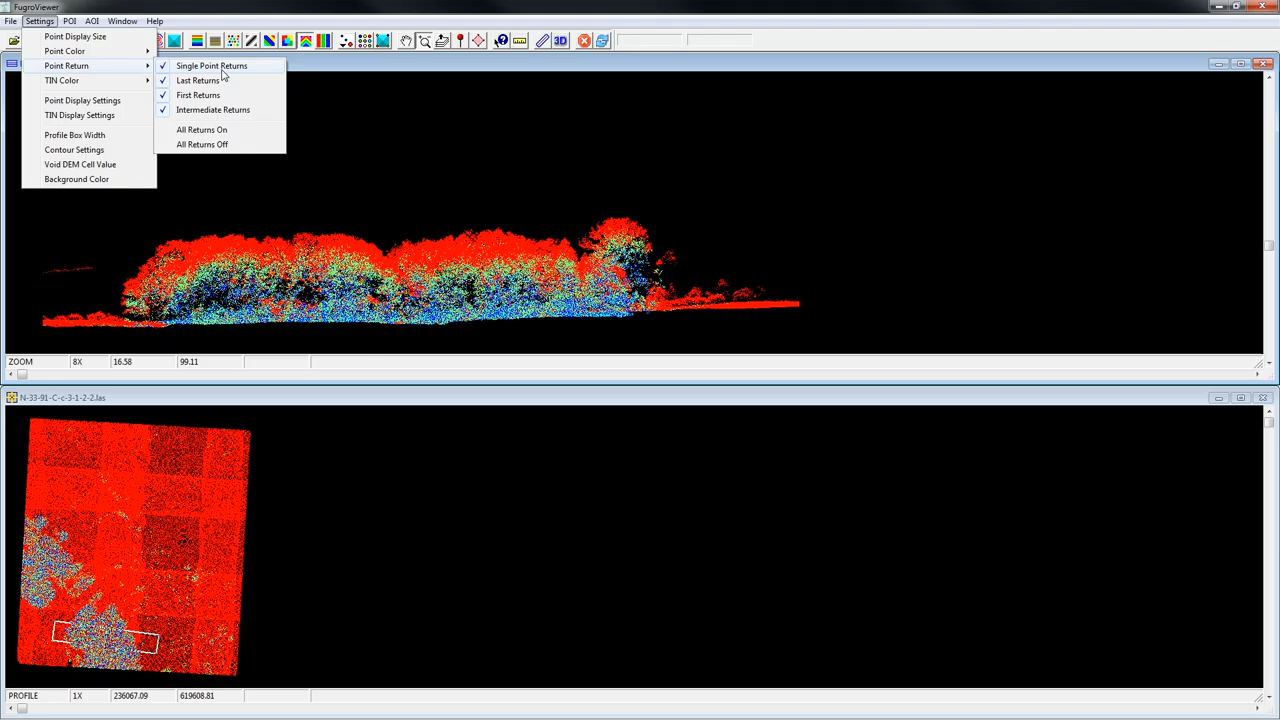 FugroViewer
File Settings POI AOI Window Help
3D
Point Display Size
Point Color
Point Return
TIN Color
Point Display Settings
TIN Display Settings
Profile Box Width
Contour Settings
Void DEM Cell Value
Background Color
Single Point Returns
Last Returns
First Returns
Intermediate Returns
All Returns On
All Returns Off
ZOOM 8X 16.58 99.11
N-33-91-C-c-3-1-2-2.las
PROFILE 1X 236067.09 619608.81